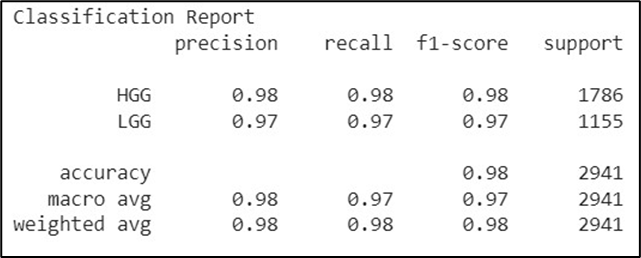 Classification Report
precision recall f1-score support
HGG 0.98 0.98 0.98 1786
LGG 0.97 0.97 0.97 1155
accuracy 0.98 2941
macro avg 0.98 0.97 0.97 2941
weighted avg 0.98 0.98 0.98 2941